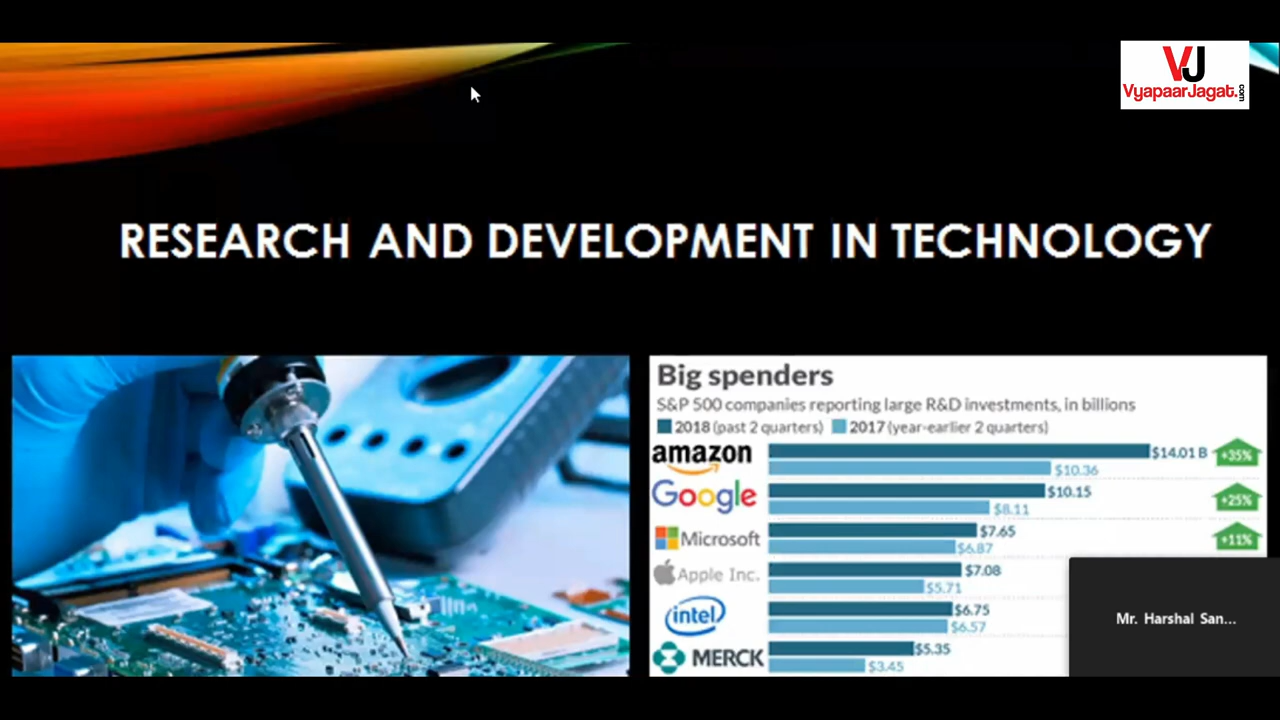 VJ
VyapaarJagat.com
RESEARCH AND DEVELOPMENT IN TECHNOLOGY
Big spenders
S&P 500 companies reporting large R&D investments, in billions
2018 (past 2 quarters) 2017 (year-earlier 2 quarters)
amazon $14.01 B +35%
$10.36
Google $10.15 +25%
$8.11
Microsoft $7.65 +11%
$6.87
Apple Inc. $7.08
$5.71
intel $6.75
$6.57
MERCK $5.35
$3.45
Mr. Harshal San...